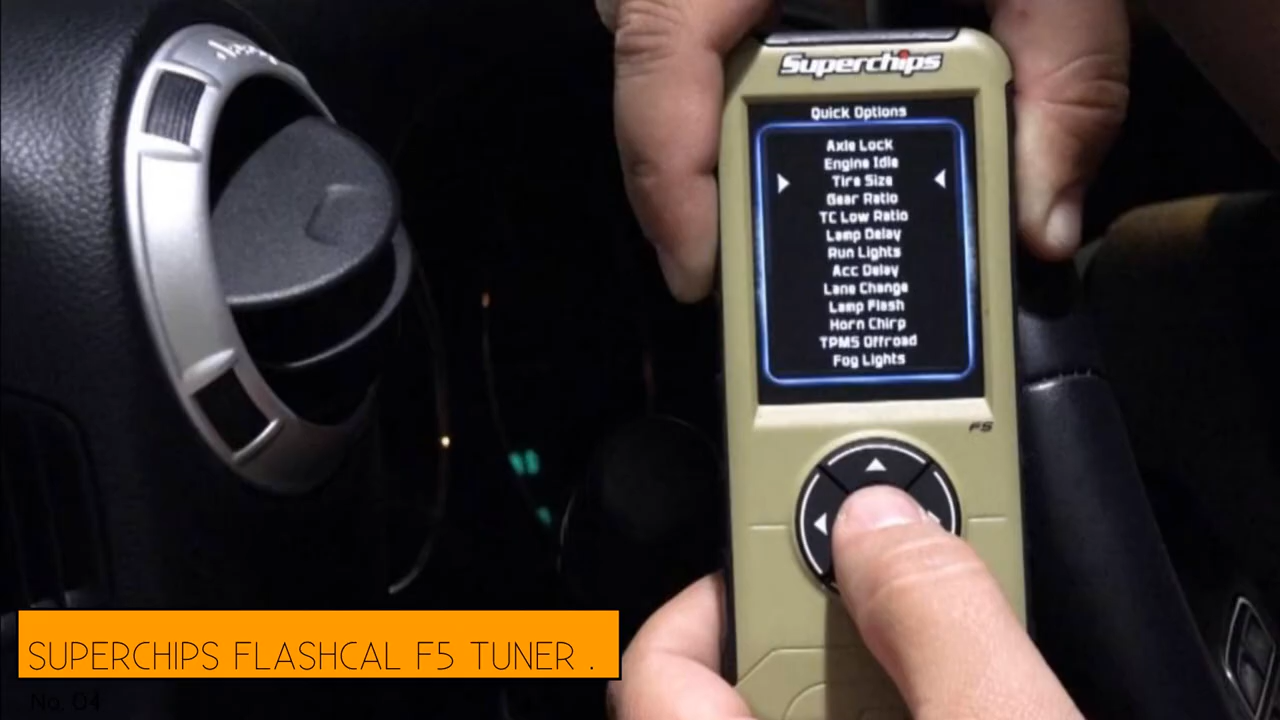 Superchips
Quick Options
Axle Lock
Engine Idle
Tire Size
Gear Ratio
TC Low Ratio
Lamp Delay
Run Lights
Acc Delay
Lane Change
Lamp Flash
Horn Chirp
TPMS Offroad
Fog Lights
F5
SUPERCHIPS FLASHCAL F5 TUNER .
No. 04